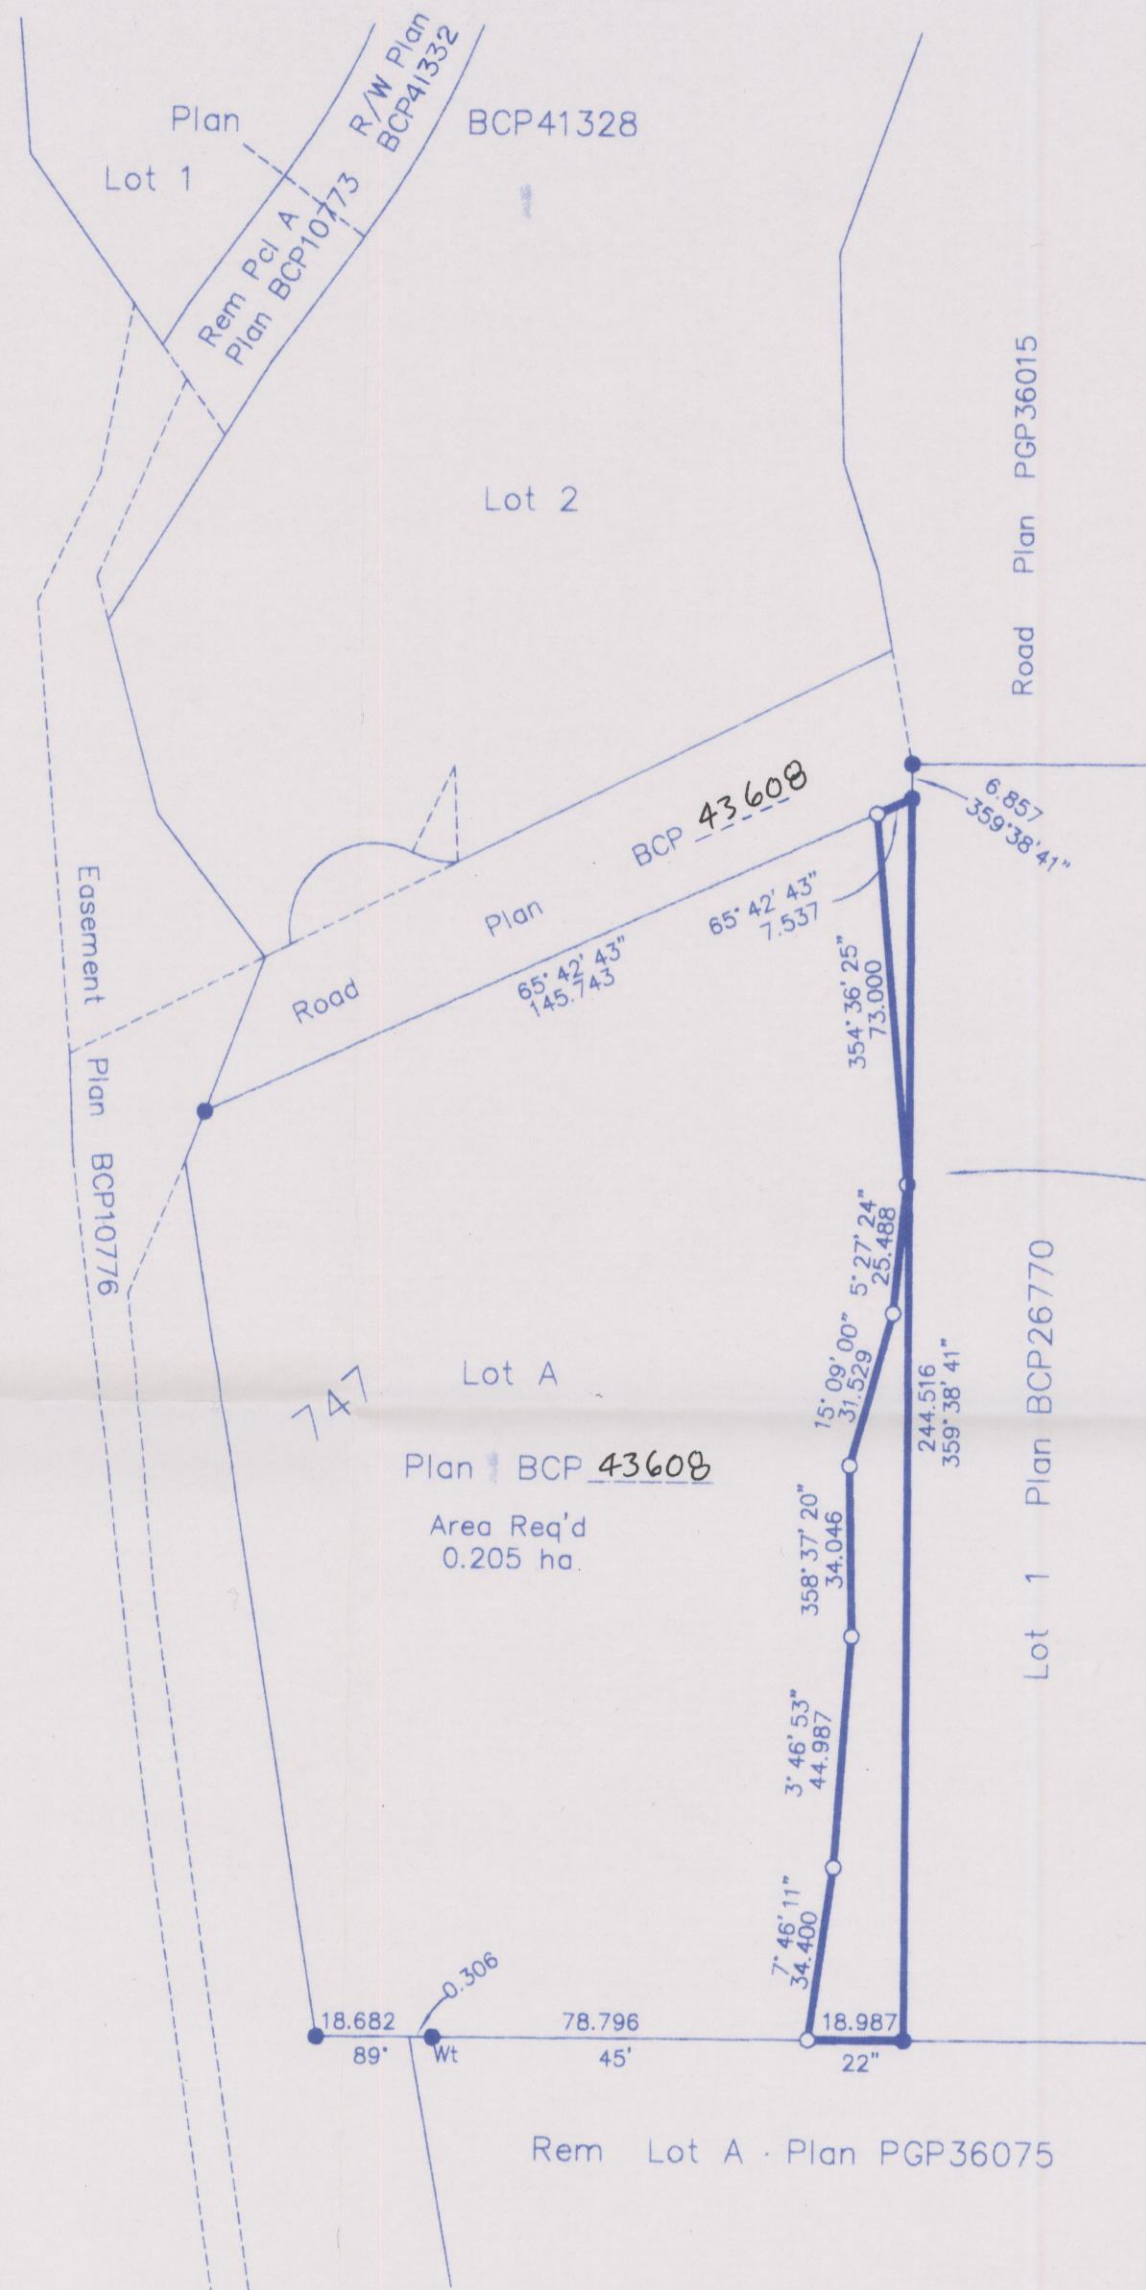 R/W Plan
BCP41332
Plan
BCP41328
Lot 1
Rem Pcl A
Plan BCP10773
Road Plan PGP36015
Lot 2
6.857
359°38'41"
BCP 43608
Plan
Road
65° 42' 43"
7.537
65° 42' 43"
145.743
354° 36' 25"
73.000
Easement Plan BCP10776
5° 27' 24"
25.488
15° 09' 00"
31.529
244.516
359° 38' 41"
Lot 1 Plan BCP26770
747
Lot A
Plan BCP 43608
Area Req'd
0.205 ha.
358° 37' 20"
34.046
3° 46' 53"
44.987
7° 46' 11"
34.400
0.306
18.682 78.796 18.987
89° Wt 45' 22"
Rem Lot A Plan PGP36075